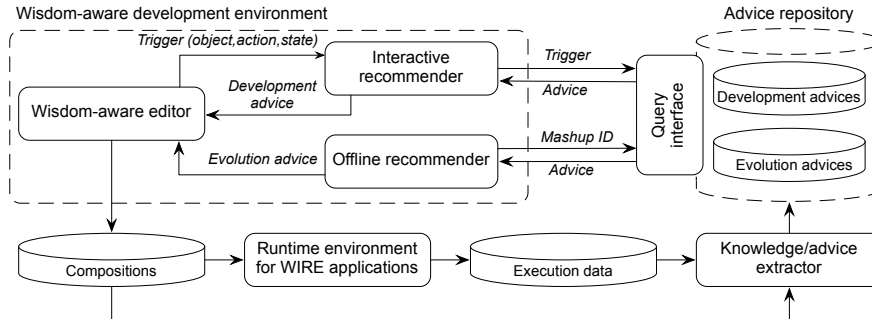 Wisdom-aware development environment
Advice repository
Trigger (object,action,state)
Interactive
recommender
Trigger
Advice
Development
advice
Wisdom-aware editor
Query
interface
Development advices
Mashup ID
Evolution advice
Offline recommender
Advice
Evolution advices
Compositions
Runtime environment
for WIRE applications
Execution data
Knowledge/advice
extractor